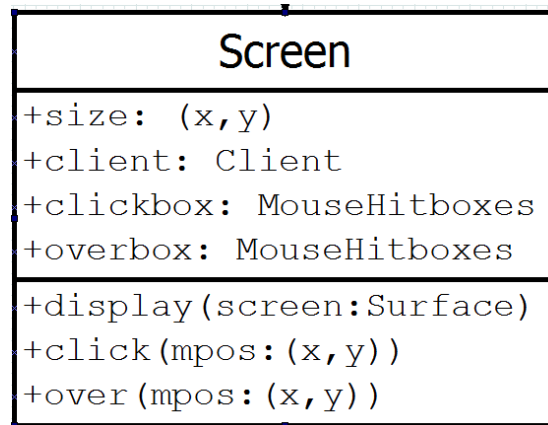 Screen
+size: (x,y)
+client: Client
+clickbox: MouseHitboxes
+overbox: MouseHitboxes
+display(screen:Surface)
+click(mpos:(x,y))
+over(mpos:(x,y))